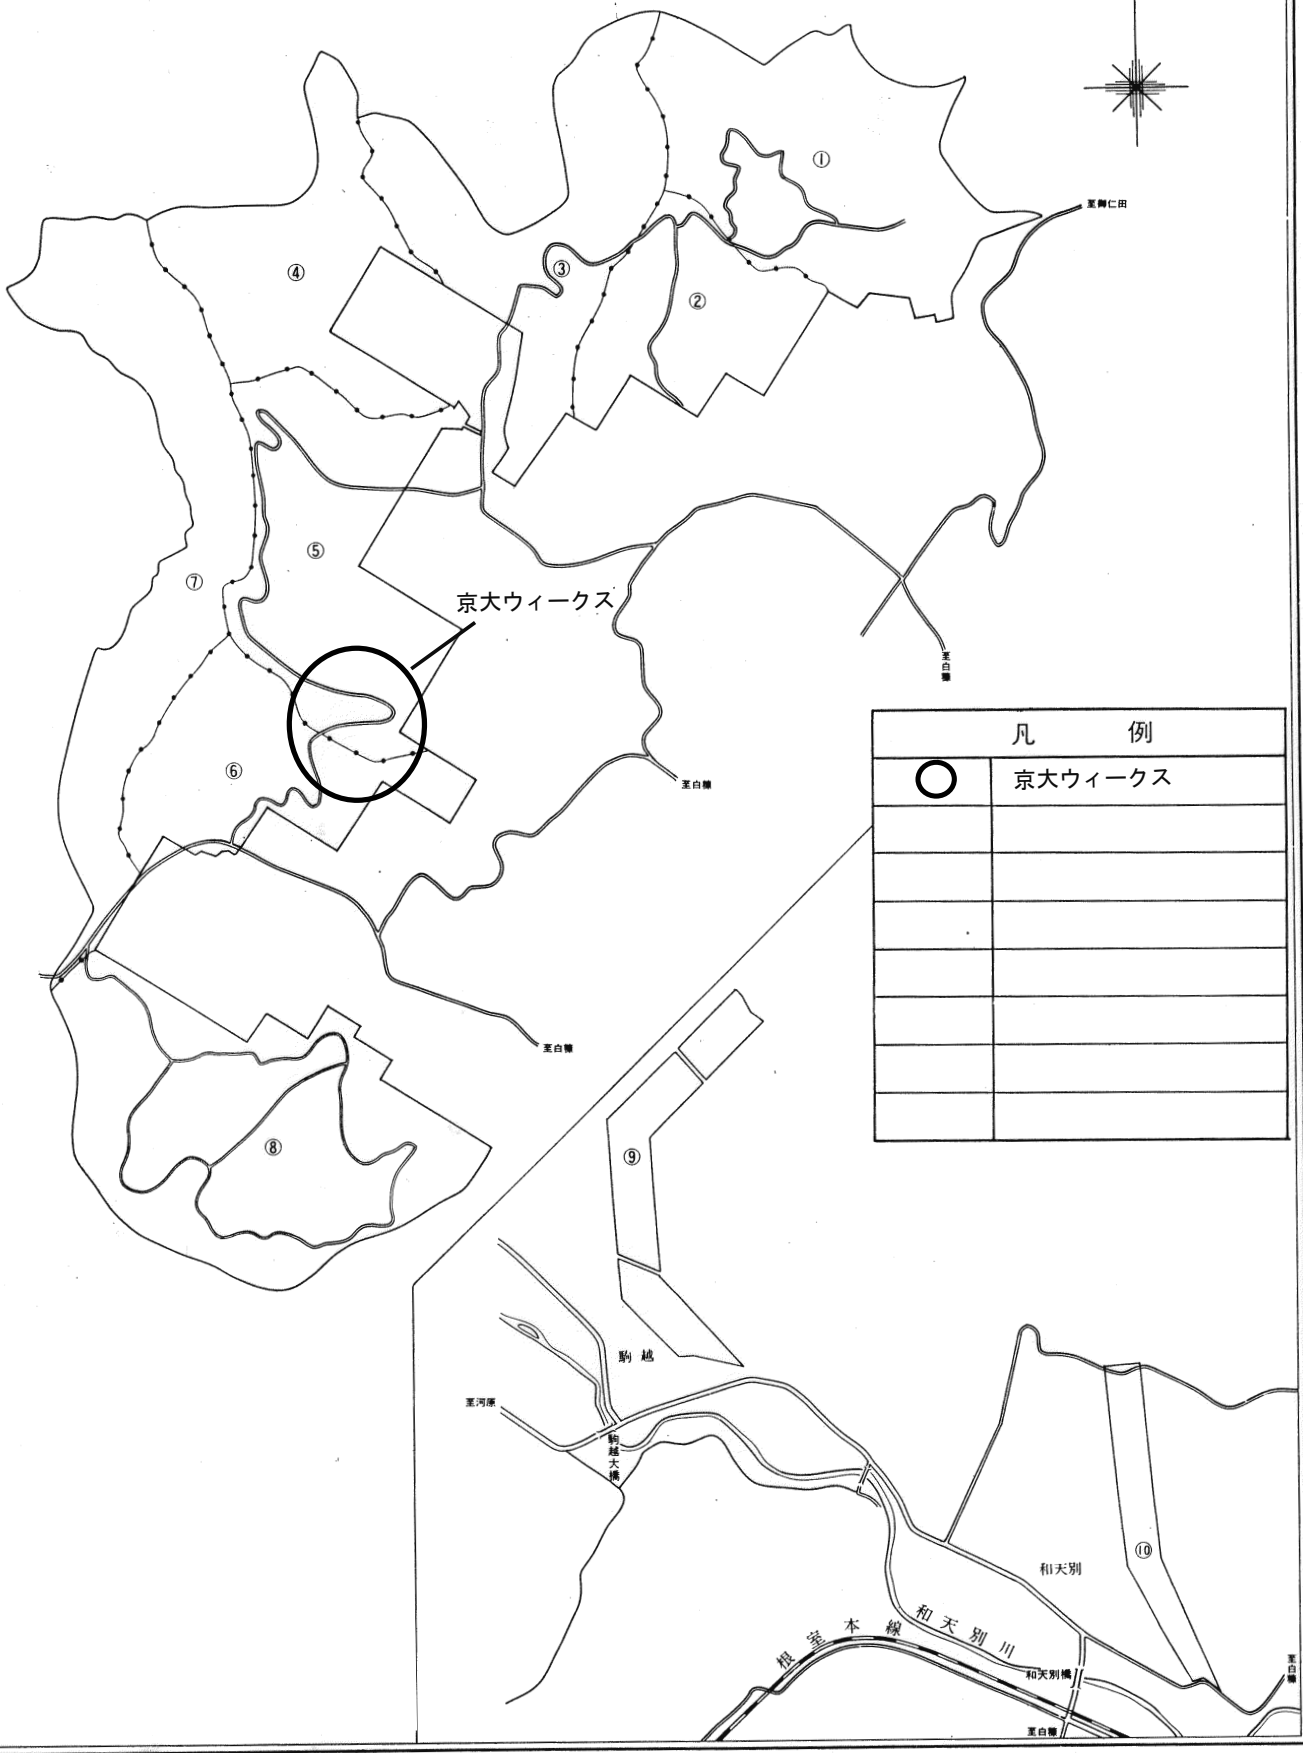 ①
至御仁田
③
④
②
⑤
⑦
京大ウィークス
至白糠
凡例
京大ウィークス
⑥
至白糠
至白糠
⑧
⑨
駒越
至河原
駒越大橋
⑩
和天別
和天別川
根室本線
和天別橋
至白糠
至白糠